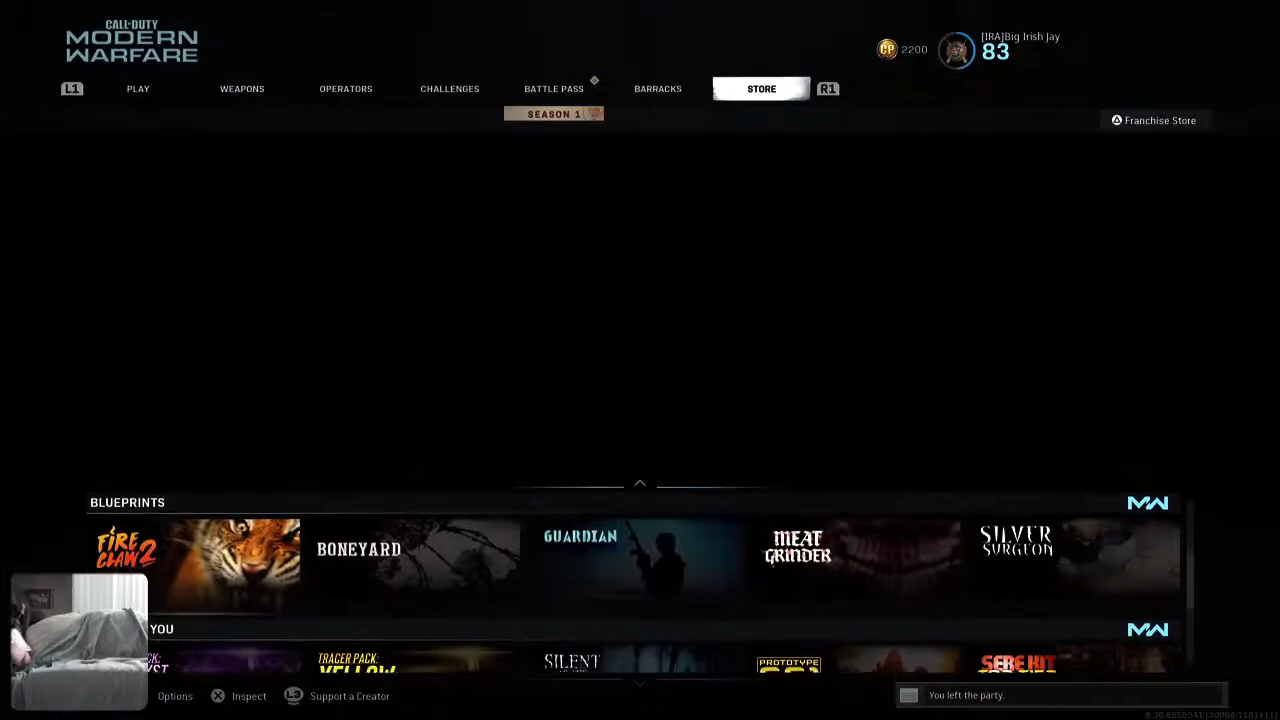 CALL OF DUTY
MODERN
WARFARE
CP 2200
[IRA]Big Irish Jay
83
L1 PLAY WEAPONS OPERATORS CHALLENGES BATTLE PASS BARRACKS STORE R1
SEASON 1
Franchise Store
BLUEPRINTS MW
FIRE
CLAW 2
BONEYARD
GUARDIAN
MEAT
GRINDER
SILVER
SURGEON
YOU MW
TRACER PACK:
YELLOW
SILENT
PROTOTYPE
Options Inspect L3 Support a Creator
You left the party.